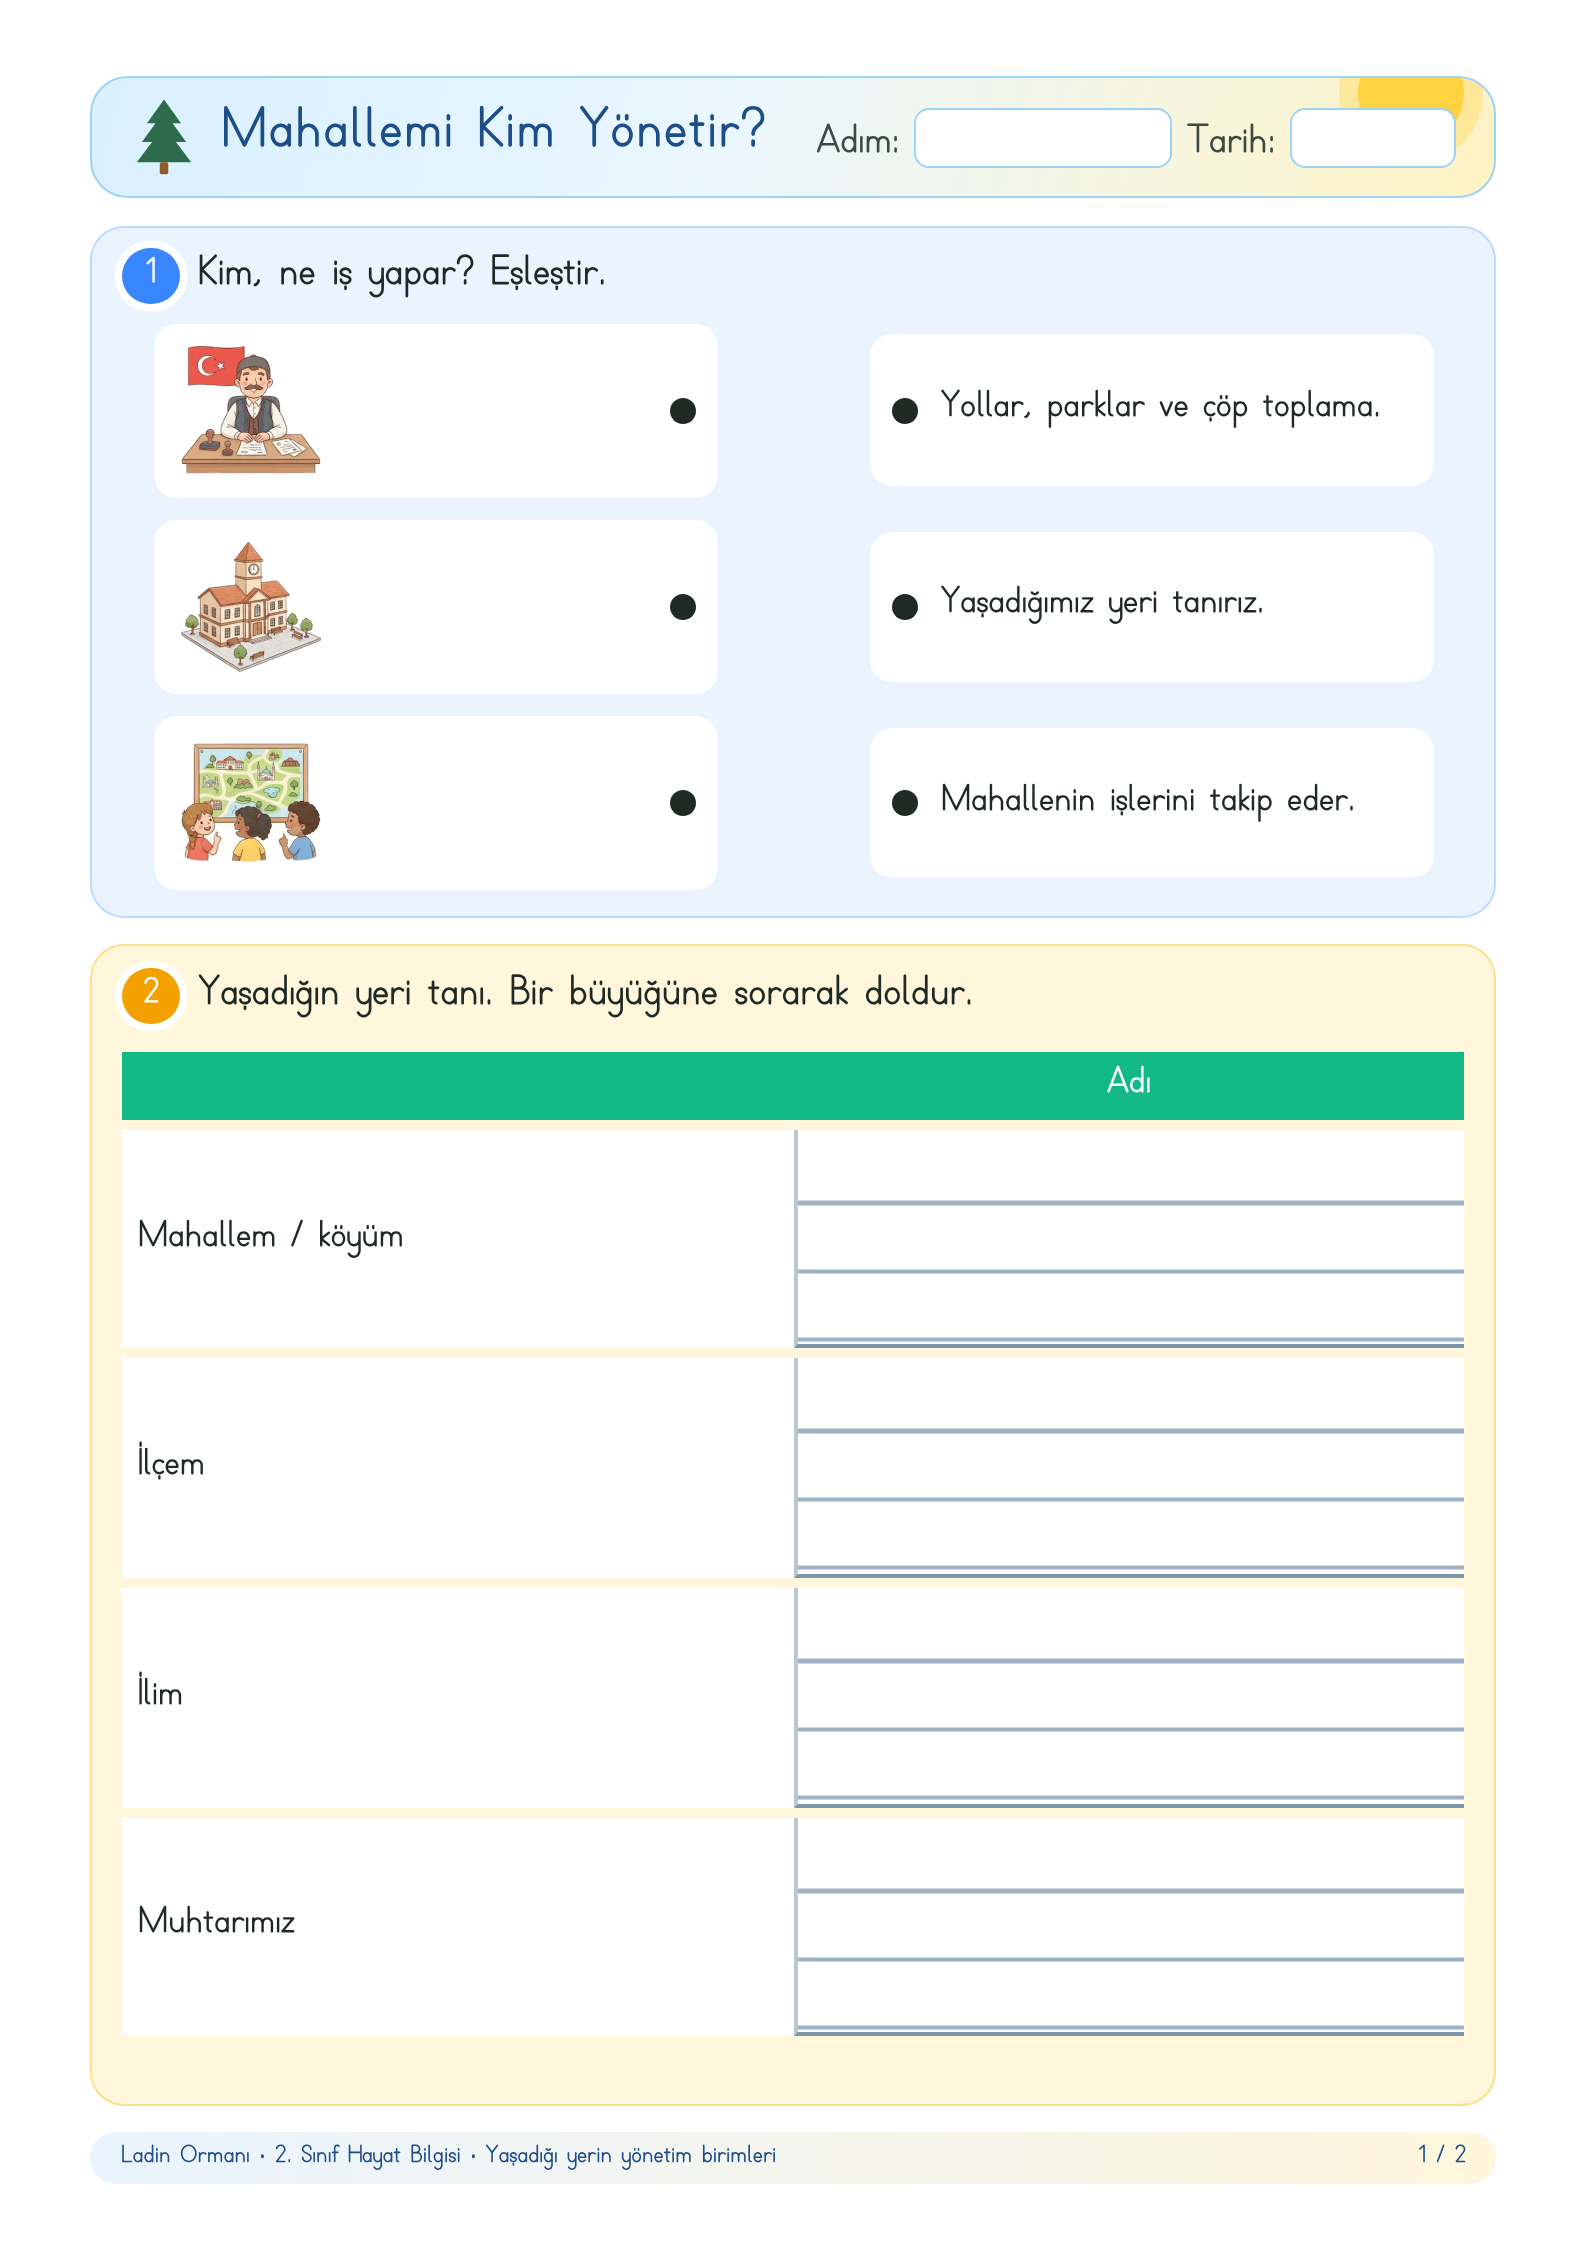 Mahallemi Kim Yönetir?
Adım:
Tarih:
1
Kim, ne iş yapar? Eşleştir.
Yollar, parklar ve çöp toplama.
Yaşadığımız yeri tanırız.
Mahallenin işlerini takip eder.
2
Yaşadığın yeri tanı. Bir büyüğüne sorarak doldur.
Adı
Mahallem / köyüm
İlçem
İlim
Muhtarımız
Ladin Ormanı • 2. Sınıf Hayat Bilgisi • Yaşadığı yerin yönetim birimleri
1 / 2